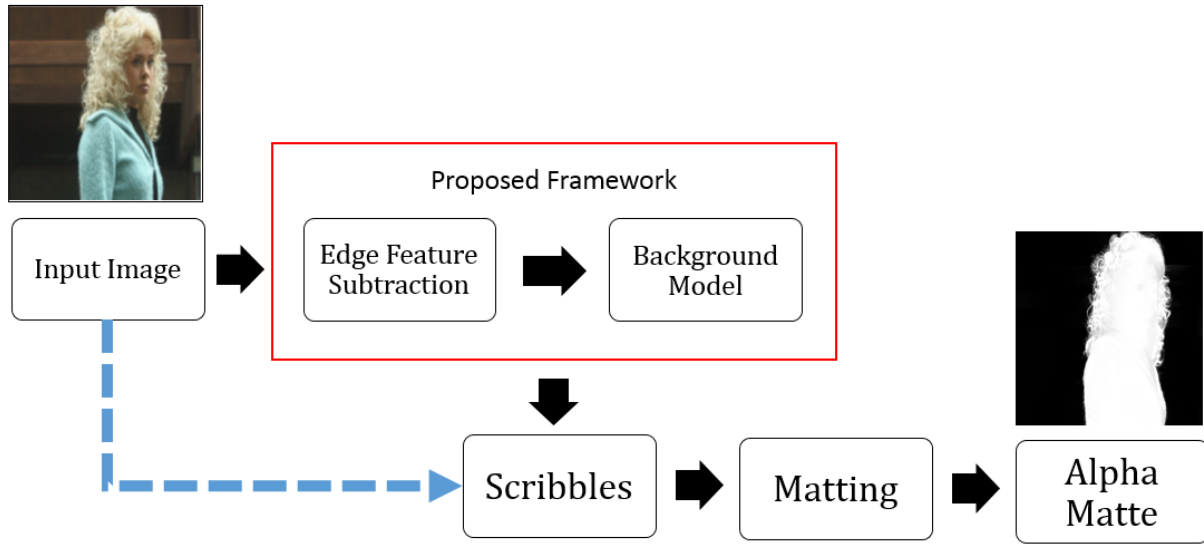 Proposed Framework
Input Image
Edge Feature
Subtraction
Background
Model
Scribbles
Matting
Alpha
Matte